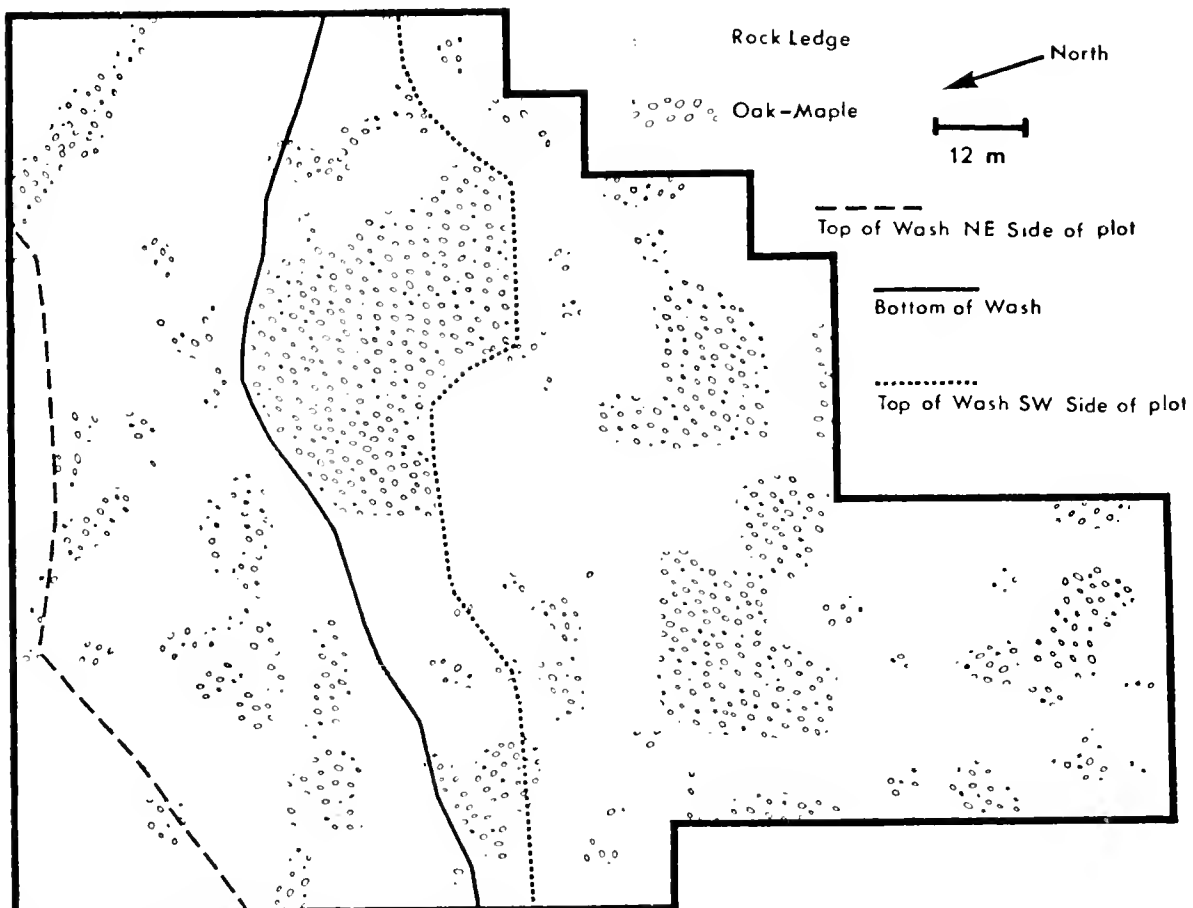 Rock Ledge
North
Oak-Maple
12 m
Top of Wash NE Side of plot
Bottom of Wash
Top of Wash SW Side of plot